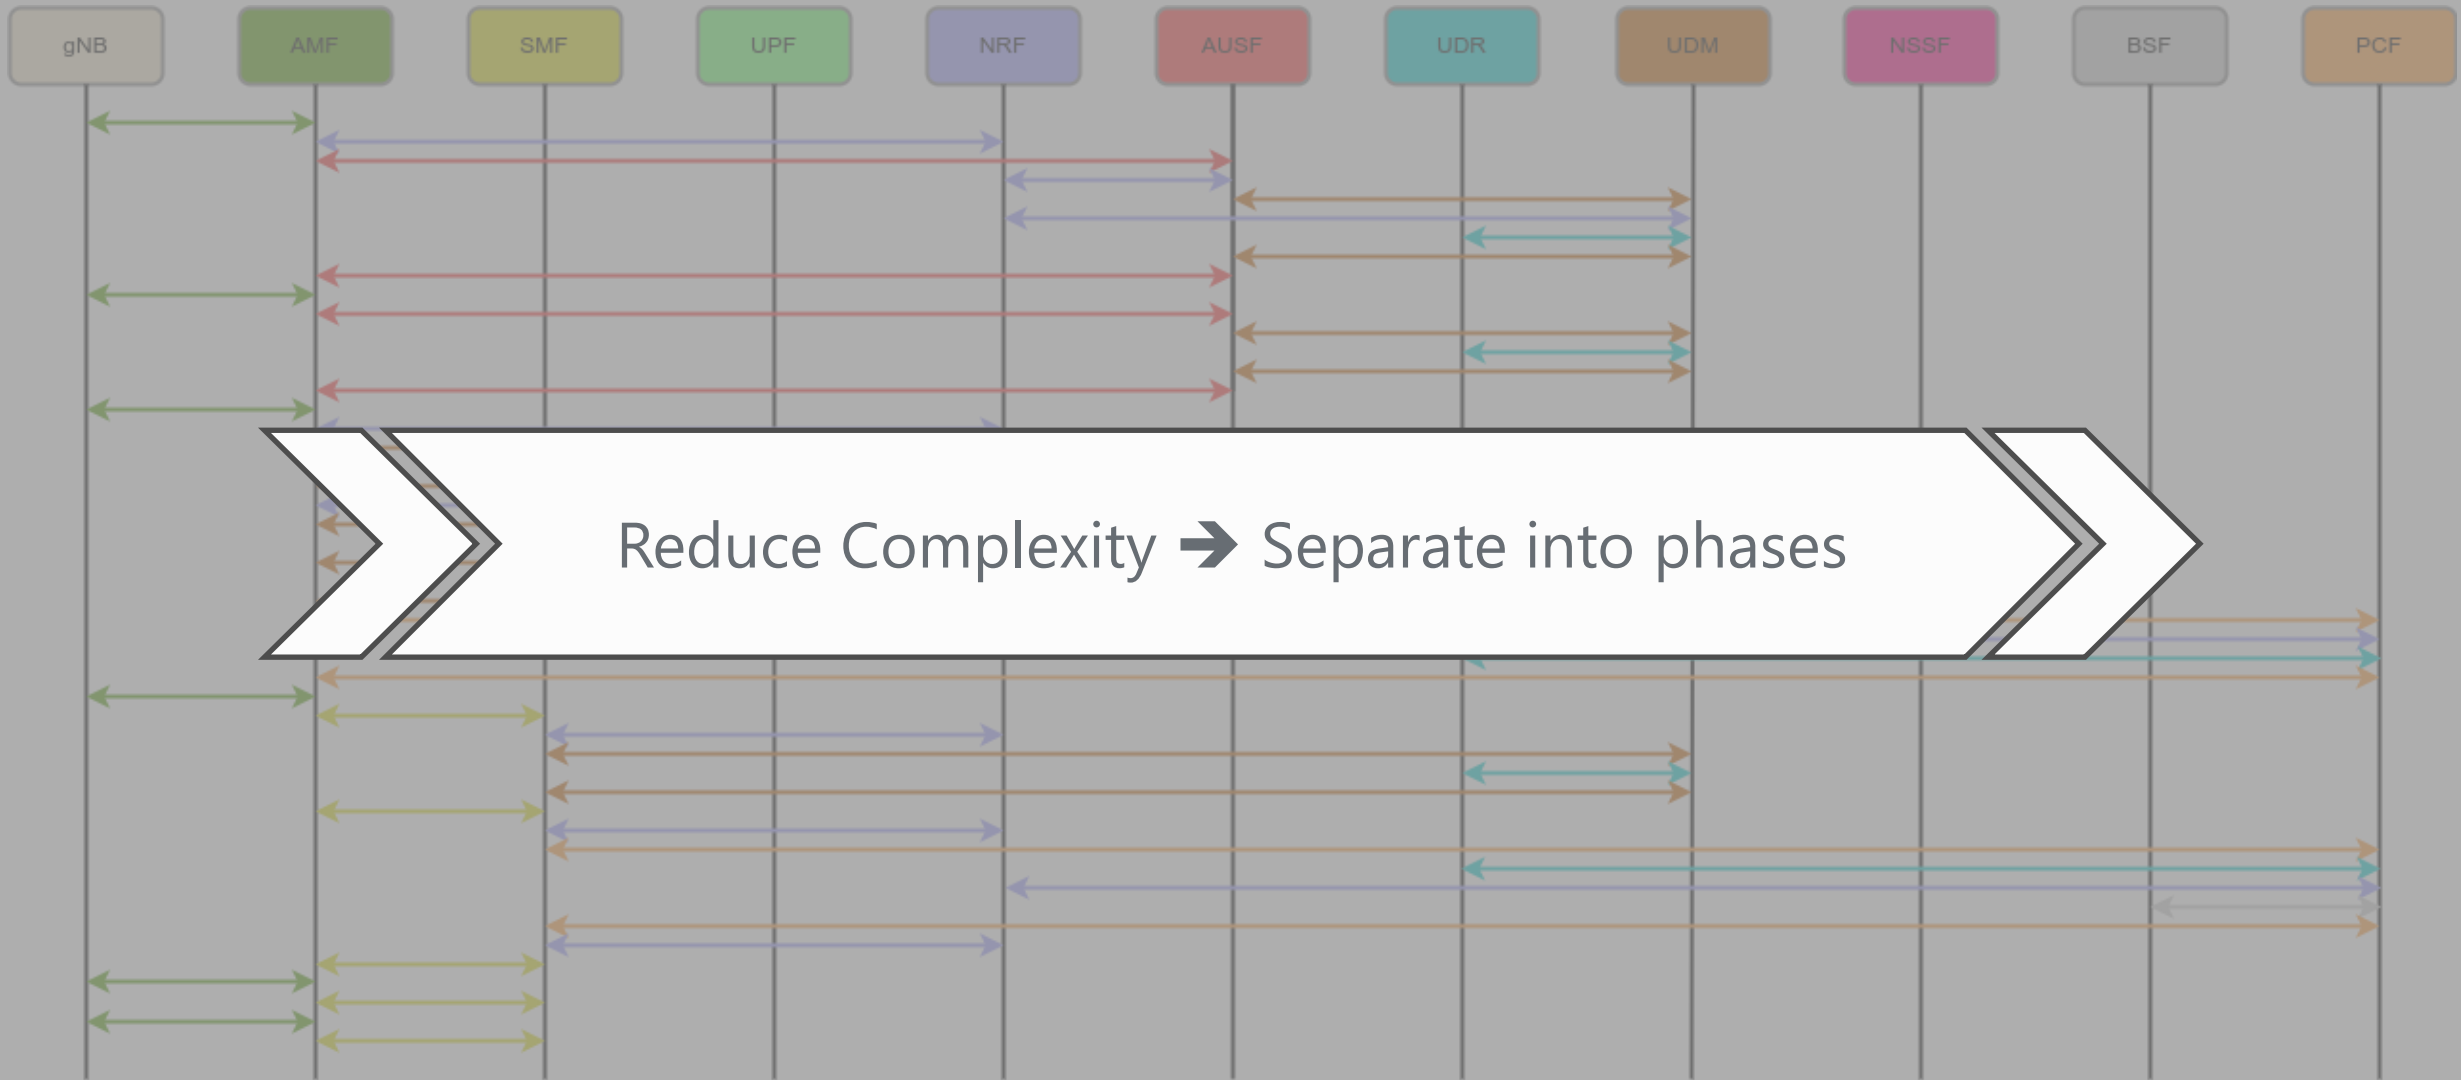 gNB AMF SMF UPF NRF AUSF UDR UDM NSSF BSF PCF
Reduce Complexity 🡺 Separate into phases